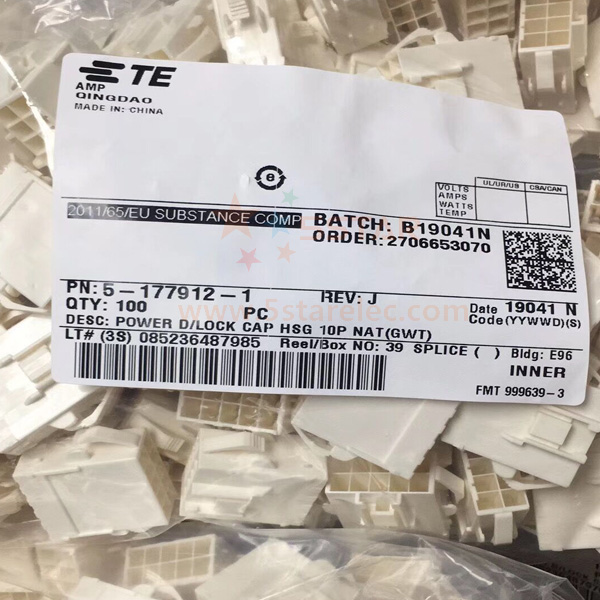 TE
AMP
QINGDAO
MADE IN: CHINA
e
VOLTS
AMPS
WATTS
TEMP
UL/UR/US
CSA/CAN
2011/65/EU SUBSTANCE COMP
BATCH: B19041N
ORDER:2706653070
PN: 5-177912-1
REV: J
QTY: 100 PC
www.5starelec.com
Date 19041 N
Code(YYWWD)(S)
DESC: POWER D/LOCK CAP HSG 10P NAT(GWT)
LT# (3S) 085236487985 Reel/Box NO: 39 SPLICE ( ) Bldg: E96
INNER
FMT 999639-3